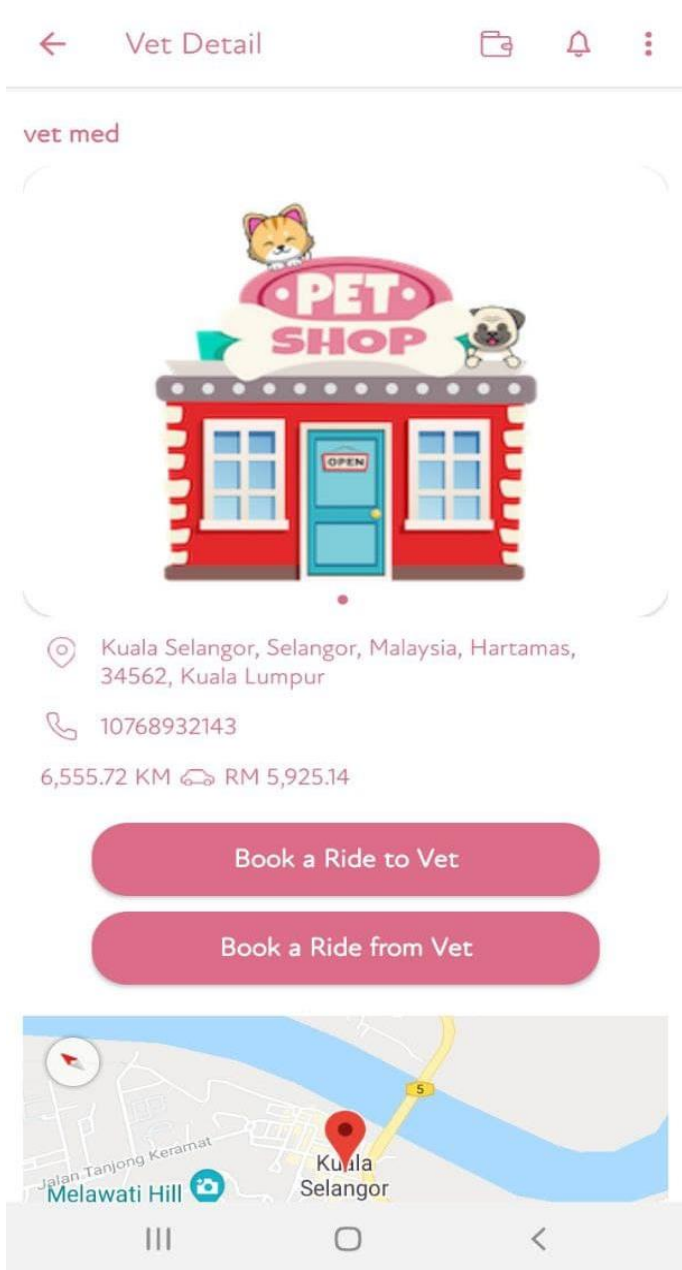 Vet Detail
vet med
PET
SHOP
OPEN
Kuala Selangor, Selangor, Malaysia, Hartamas,
34562, Kuala Lumpur
10768932143
6,555.72 KM RM 5,925.14
Book a Ride to Vet
Book a Ride from Vet
5
Jalan Tanjong Keramat
Kuala
Selangor
Melawati Hill